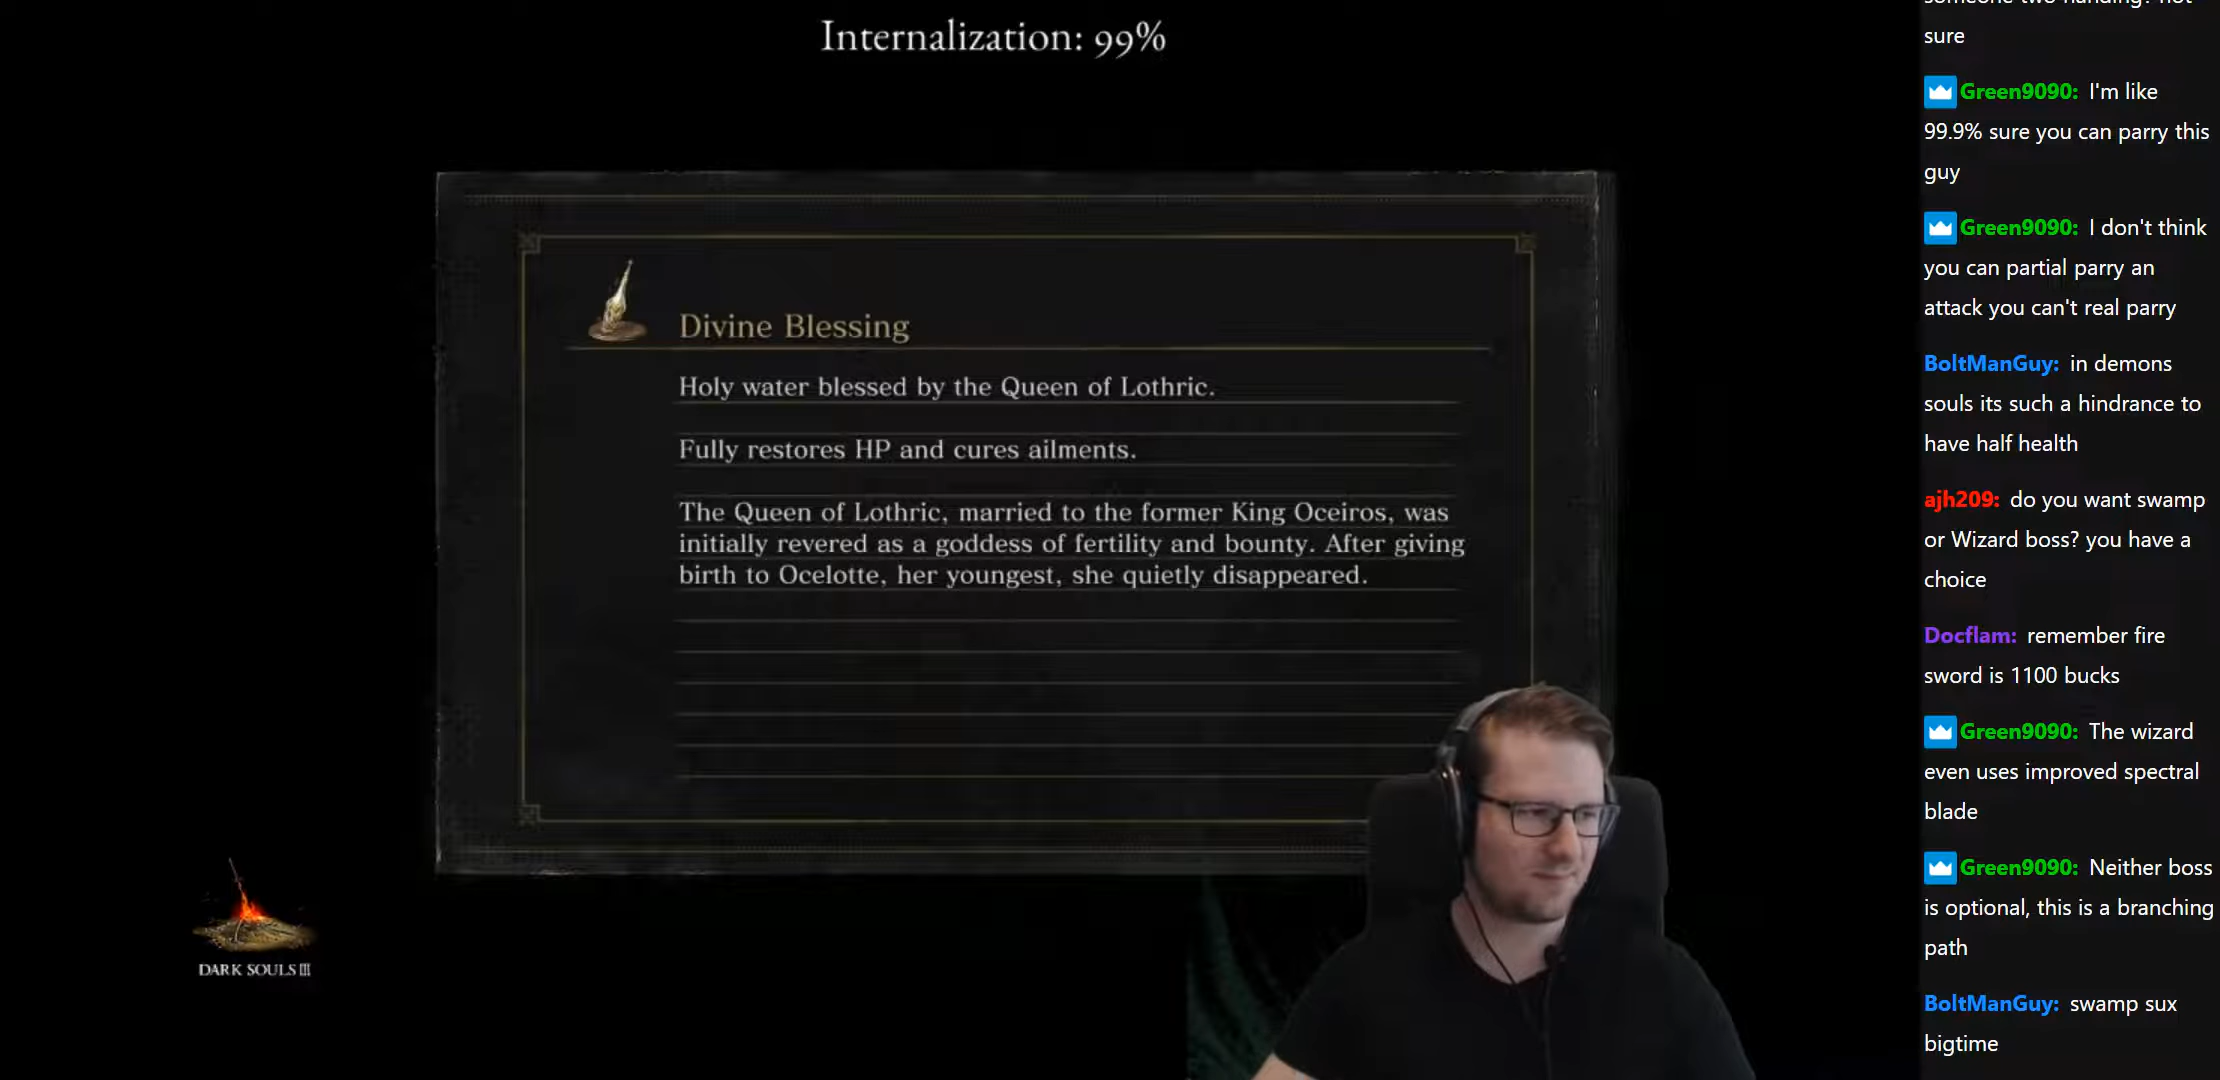 Internalization: 99%
Divine Blessing
Holy water blessed by the Queen of Lothric.
Fully restores HP and cures ailments.
The Queen of Lothric, married to the former King Oceiros, was
initially revered as a goddess of fertility and bounty. After giving
birth to Ocelotte, her youngest, she quietly disappeared.
DARK SOULS III
sure
Green9090: I'm like
99.9% sure you can parry this
guy
Green9090: I don't think
you can partial parry an
attack you can't real parry
BoltManGuy: in demons
souls its such a hindrance to
have half health
ajh209: do you want swamp
or Wizard boss? you have a
choice
Docflam: remember fire
sword is 1100 bucks
Green9090: The wizard
even uses improved spectral
blade
Green9090: Neither boss
is optional, this is a branching
path
BoltManGuy: swamp sux
bigtime